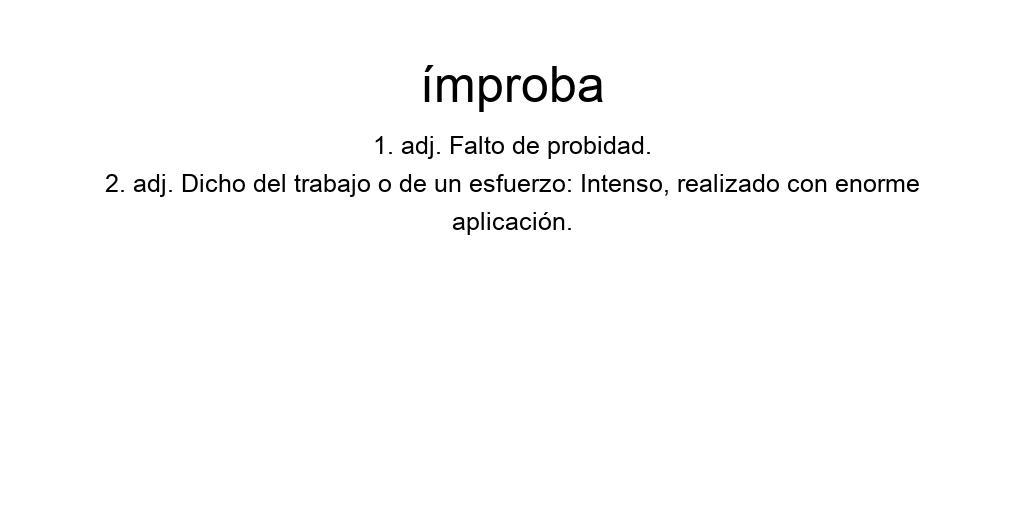 ímproba
1. adj. Falto de probidad.
2. adj. Dicho del trabajo o de un esfuerzo: Intenso, realizado con enorme
aplicación.